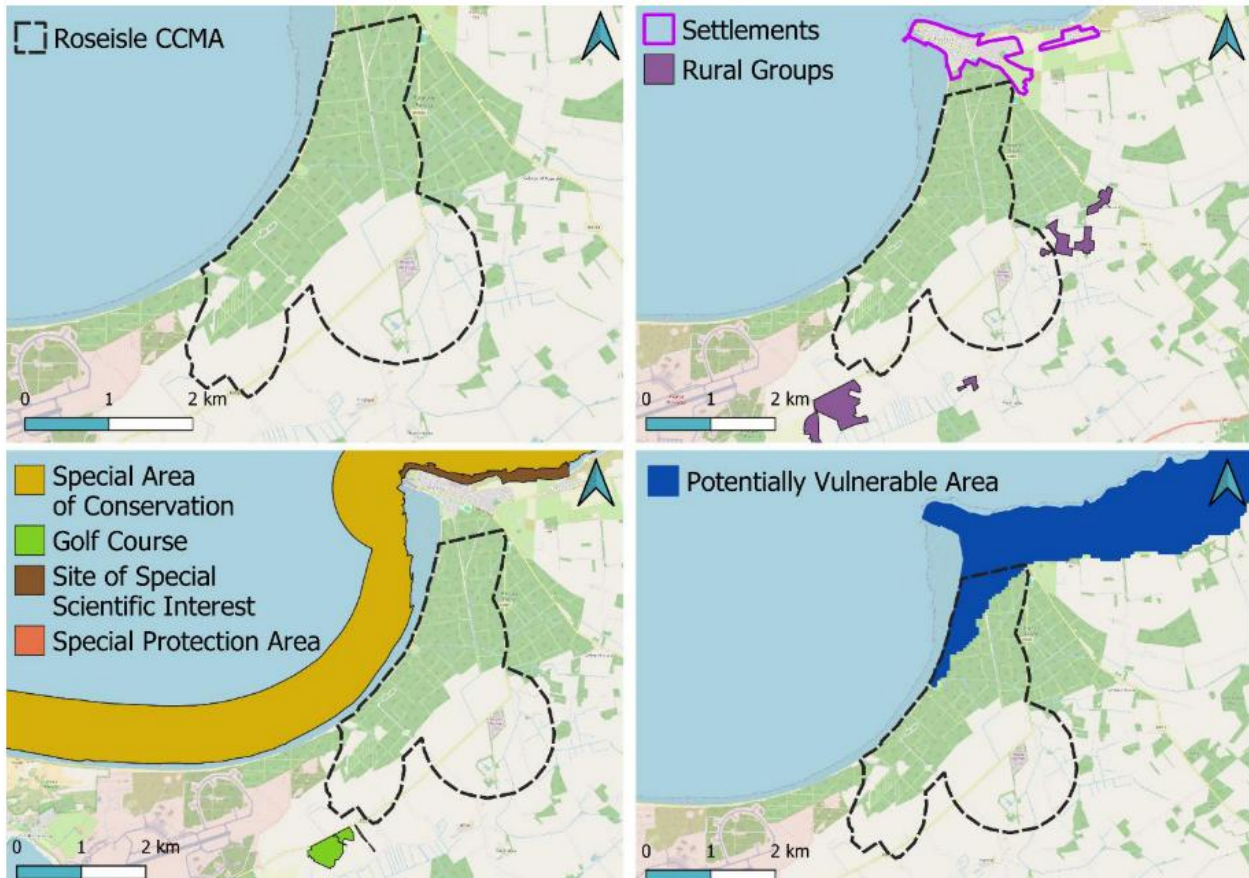 Roseisle CCMA
0 1 2 km
Settlements
Rural Groups
0 1 2 km
Special Area
of Conservation
Golf Course
Site of Special
Scientific Interest
Special Protection Area
0 1 2 km
Potentially Vulnerable Area
0 1 2 km